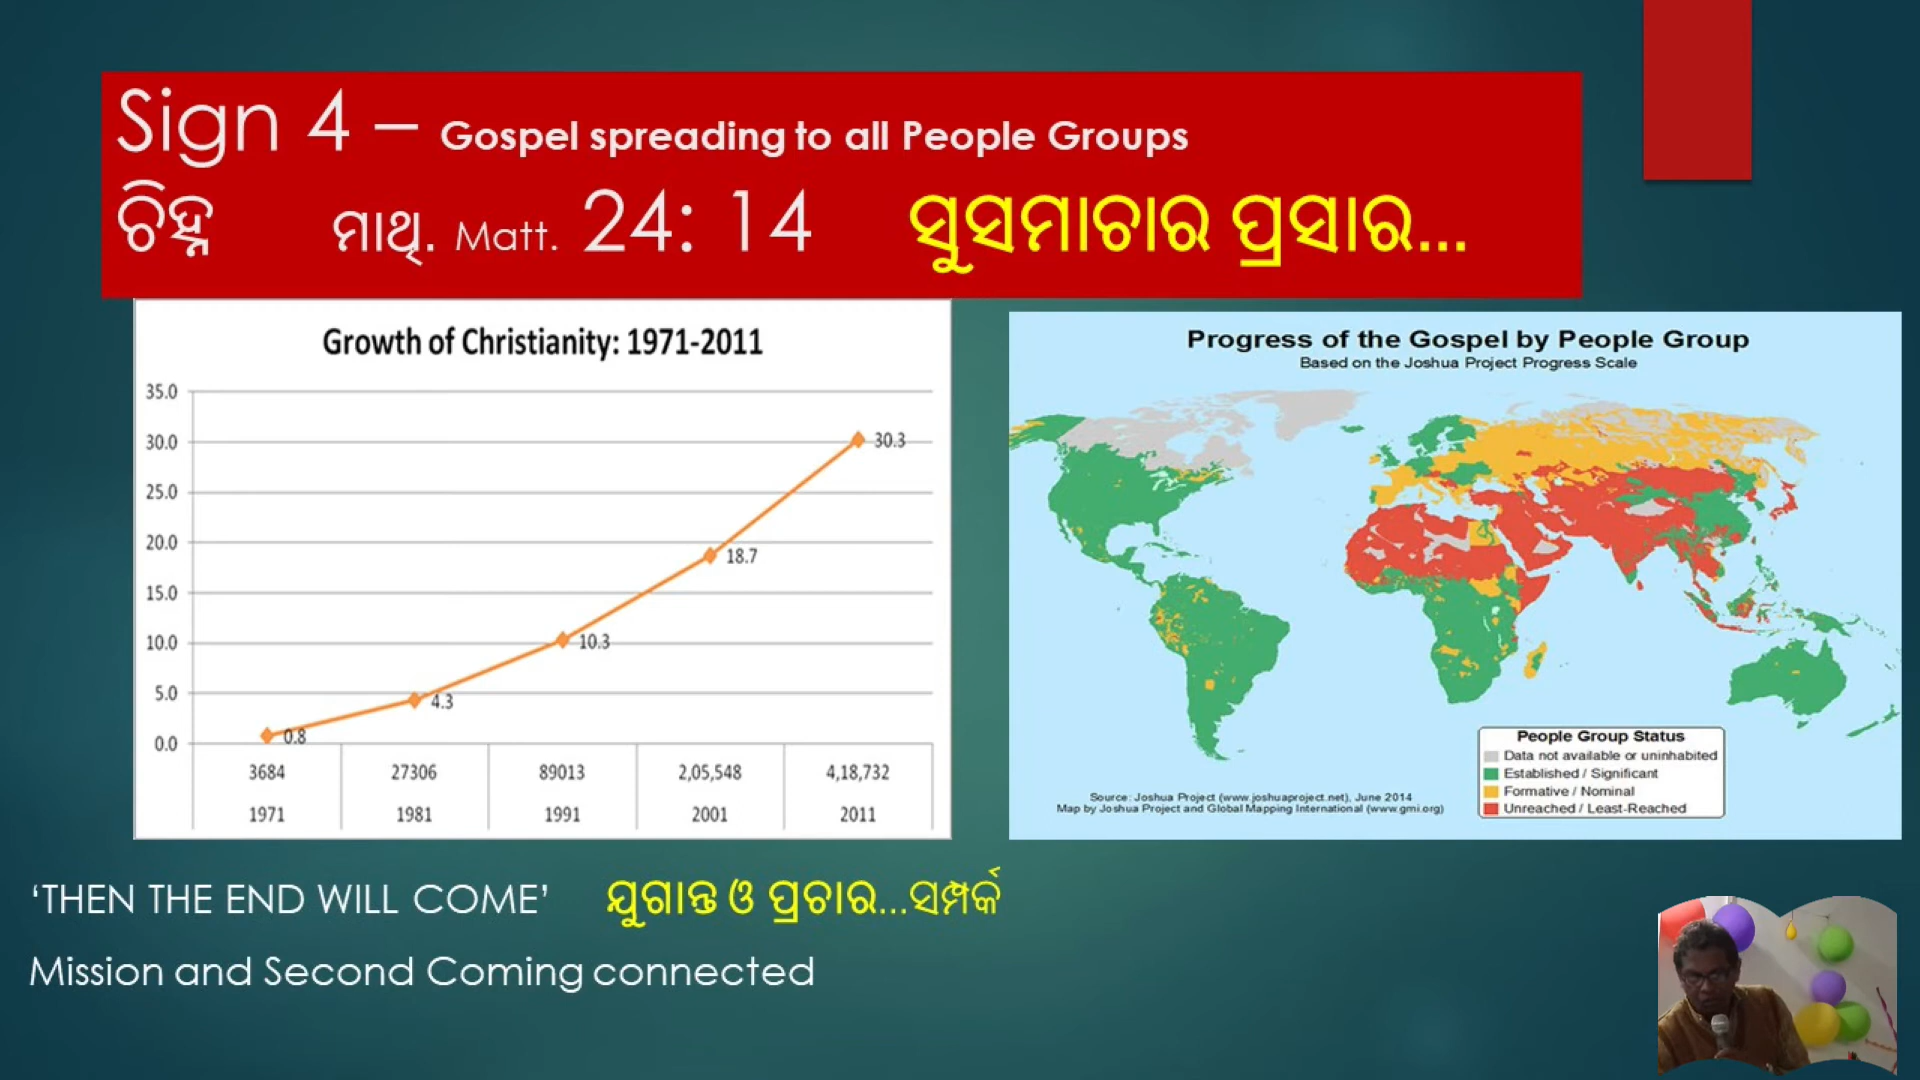 Sign 4 – Gospel spreading to all People Groups
ଚିହ୍ନ ମାଥି. Matt. 24: 14 ସୁସମାଚାର ପ୍ରସାର...
Growth of Christianity: 1971-2011
35.0
30.0
25.0
20.0
15.0
10.0
5.0
0.0
30.3
18.7
10.3
4.3
0.8
3684 27306 89013 2,05,548 4,18,732
1971 1981 1991 2001 2011
Progress of the Gospel by People Group
Based on the Joshua Project Progress Scale
People Group Status
Data not available or uninhabited
Established / Significant
Formative / Nominal
Unreached / Least-Reached
Source: Joshua Project (www.joshuaproject.net), June 2014
Map by Joshua Project and Global Mapping International (www.gmi.org)
‘THEN THE END WILL COME’ ଯୁଗାନ୍ତ ଓ ପ୍ରଚାର...ସମ୍ପର୍କ
Mission and Second Coming connected